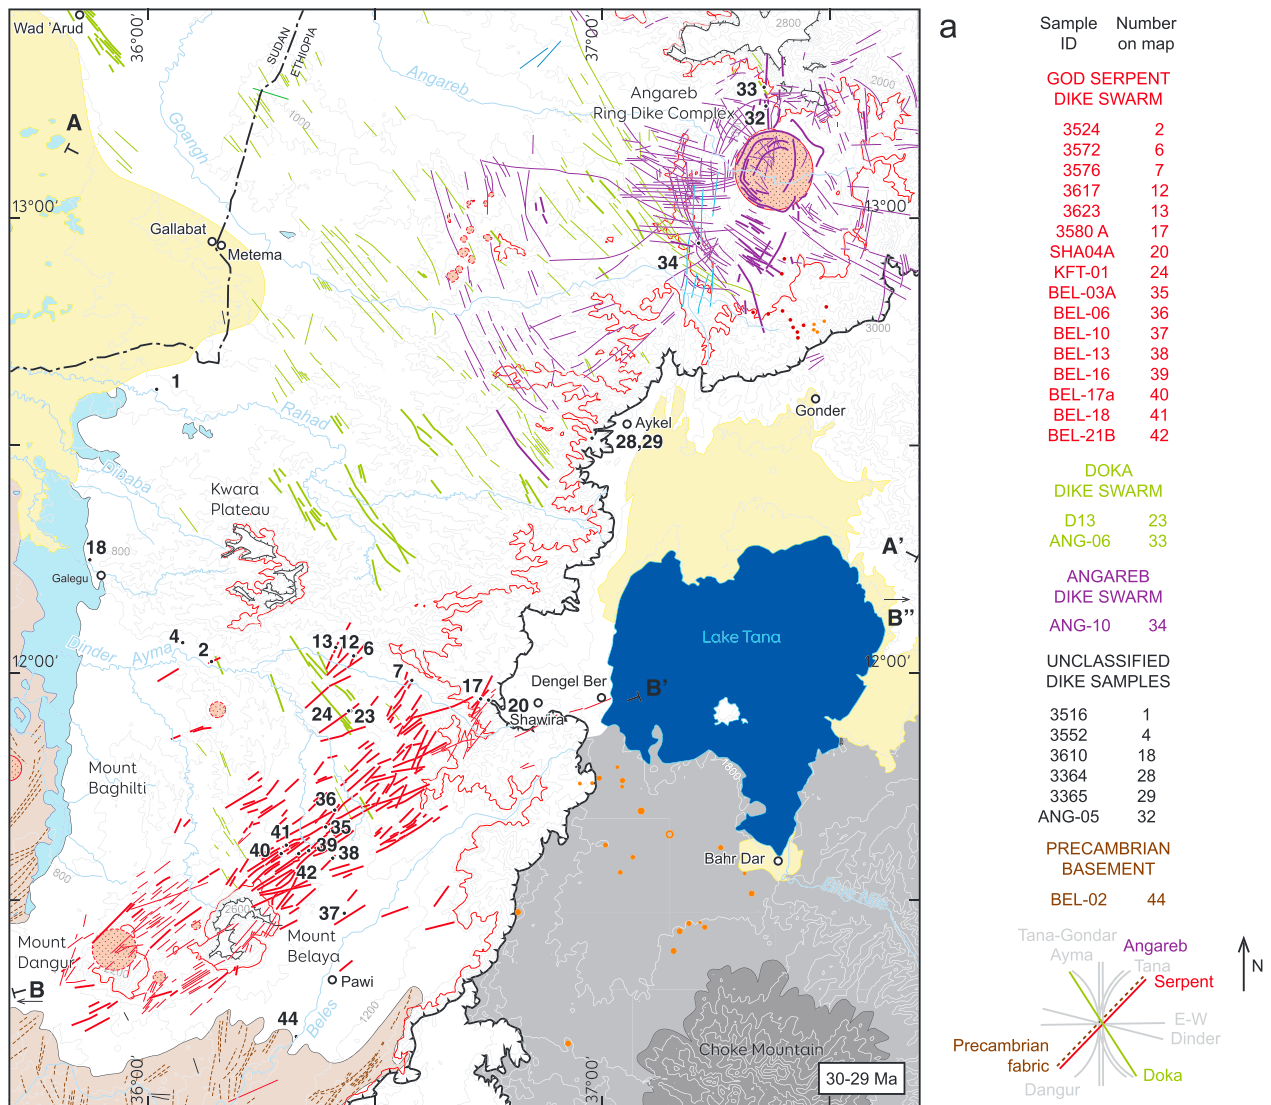 Wad 'Arud
36°00'
SUDAN
ETHIOPIA
37°00'
2800
2000
Angareb
Goangh
1000
Angareb
Ring Dike Complex
33
32
A
13°00'
13°00'
Gallabat
Metema
34
3000
1
Rahad
Gonder
Aykel
28,29
Dibaba
Kwara
Plateau
18
800
Galegu
A'
B''
Lake Tana
4
2
Dinder
Ayma
13
12
6
12°00'
12°00'
7
17
Dengel Ber
B'
20
Shawira
24
23
Mount
Baghilti
1800
36
35
41
40
39
38
42
Bahr Dar
800
2600
37
Mount
Dangur
Mount
Belaya
Pawi
B
44
Beles
1200
Choke Mountain
36°00'
37°00'
30-29 Ma
a
Sample Number
ID on map
GOD SERPENT
DIKE SWARM
3524 2
3572 6
3576 7
3617 12
3623 13
3580 A 17
SHA04A 20
KFT-01 24
BEL-03A 35
BEL-06 36
BEL-10 37
BEL-13 38
BEL-16 39
BEL-17a 40
BEL-18 41
BEL-21B 42
DOKA
DIKE SWARM
D13 23
ANG-06 33
ANGAREB
DIKE SWARM
ANG-10 34
UNCLASSIFIED
DIKE SAMPLES
3516 1
3552 4
3610 18
3364 28
3365 29
ANG-05 32
PRECAMBRIAN
BASEMENT
BEL-02 44
Tana-Gondar
Ayma
Angareb
Tana
Serpent
N
E-W
Dinder
Precambrian
fabric
Doka
Dangur